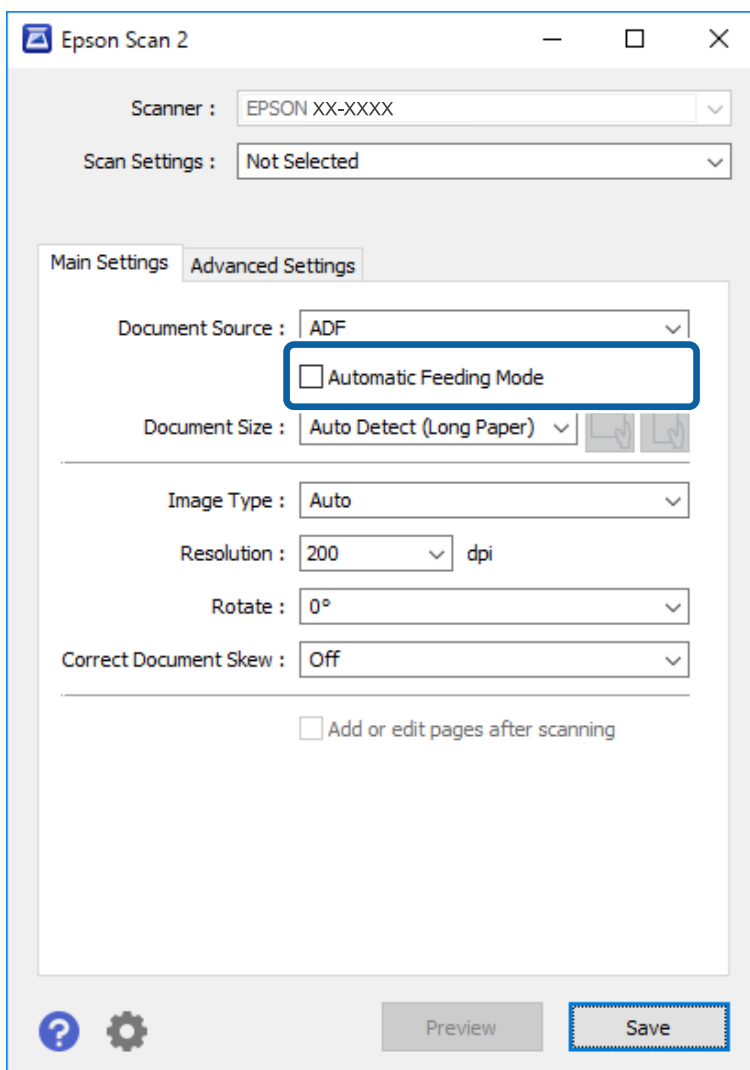 Epson Scan 2
Scanner : EPSON XX-XXXX
Scan Settings : Not Selected
Main Settings Advanced Settings
Document Source : ADF
Automatic Feeding Mode
Document Size : Auto Detect (Long Paper)
Image Type : Auto
Resolution : 200 dpi
Rotate : 0°
Correct Document Skew : Off
Add or edit pages after scanning
? Preview Save